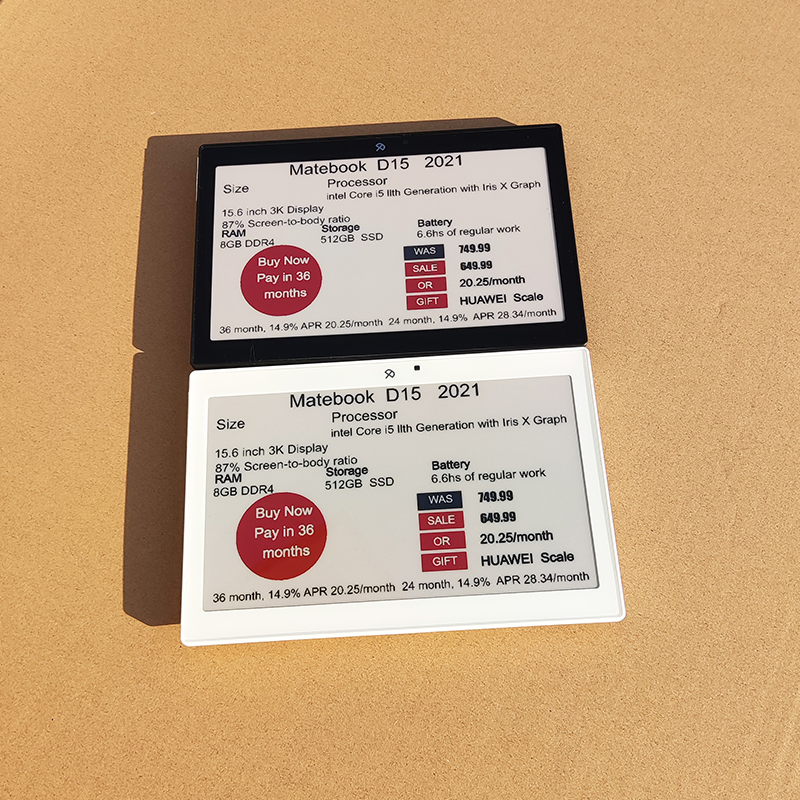 Matebook D15 2021
Size
Processor
intel Core i5 IIth Generation with Iris X Graph
15.6 inch 3K Display
87% Screen-to-body ratio
RAM
8GB DDR4
Storage
512GB SSD
Battery
6.6hs of regular work
Buy Now
Pay in 36
months
WAS 749.99
SALE 649.99
OR 20.25/month
GIFT HUAWEI Scale
36 month, 14.9% APR 20.25/month 24 month, 14.9% APR 28.34/month
Matebook D15 2021
Size
Processor
intel Core i5 IIth Generation with Iris X Graph
15.6 inch 3K Display
87% Screen-to-body ratio
RAM
8GB DDR4
Storage
512GB SSD
Battery
6.6hs of regular work
Buy Now
Pay in 36
months
WAS 749.99
SALE 649.99
OR 20.25/month
GIFT HUAWEI Scale
36 month, 14.9% APR 20.25/month 24 month, 14.9% APR 28.34/month